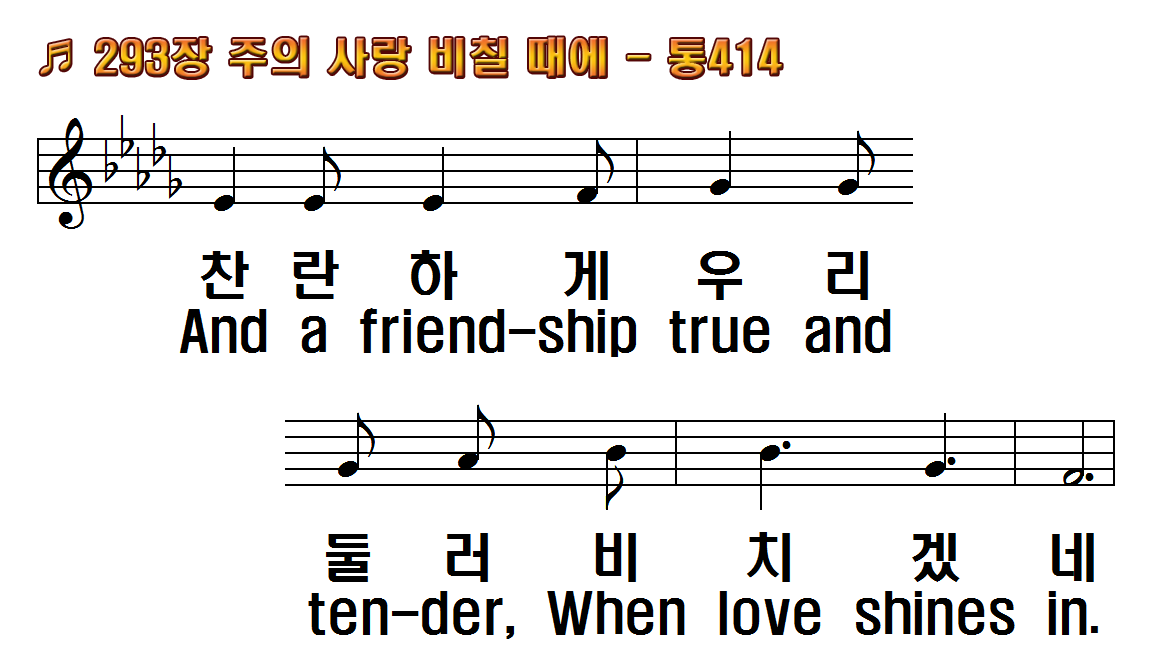 293장 주의 사랑 비칠 때에 - 통414
찬 란 하 게 우 리
And a friend-ship true and
둘 러 비 치 겠 네
ten-der, When love shines in.